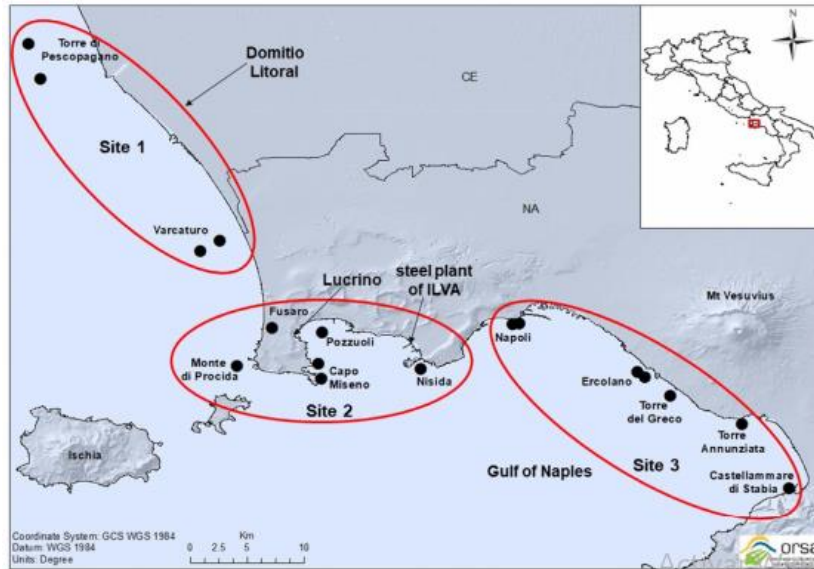 N
Torre di
Pescopagano
Domitio
Litoral
CE
Site 1
NA
Varcaturo
Lucrino
steel plant
of ILVA
Mt Vesuvius
Fusaro
Pozzuoli
Napoli
Monte
di Procida
Capo
Miseno
Nisida
Ercolano
Site 2
Torre
del Greco
Torre
Annunziata
Ischia
Gulf of Naples
Site 3
Castellammare
di Stabia
Coordinate System: GCS WGS 1984
Datum: WGS 1984
Units: Degree
Km
0 2.5 5 10
orsa